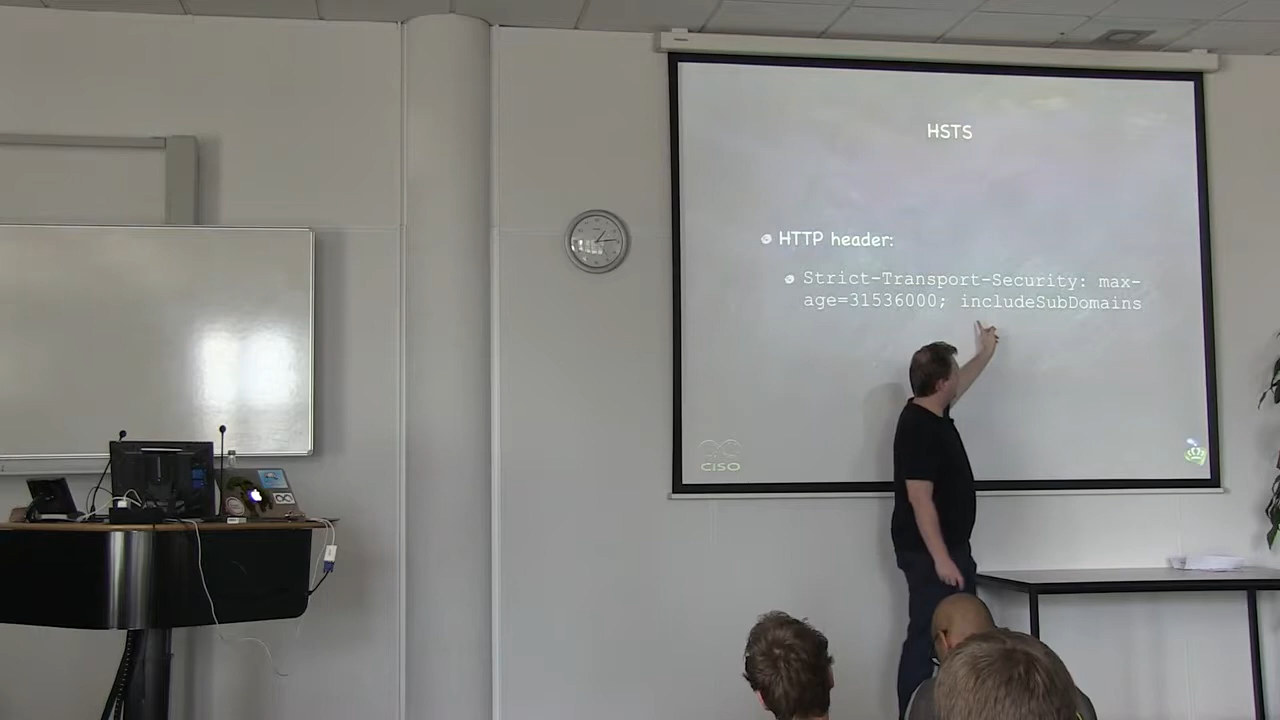 HSTS
HTTP header:
Strict-Transport-Security: max-
age=31536000; includeSubDomains
CISO